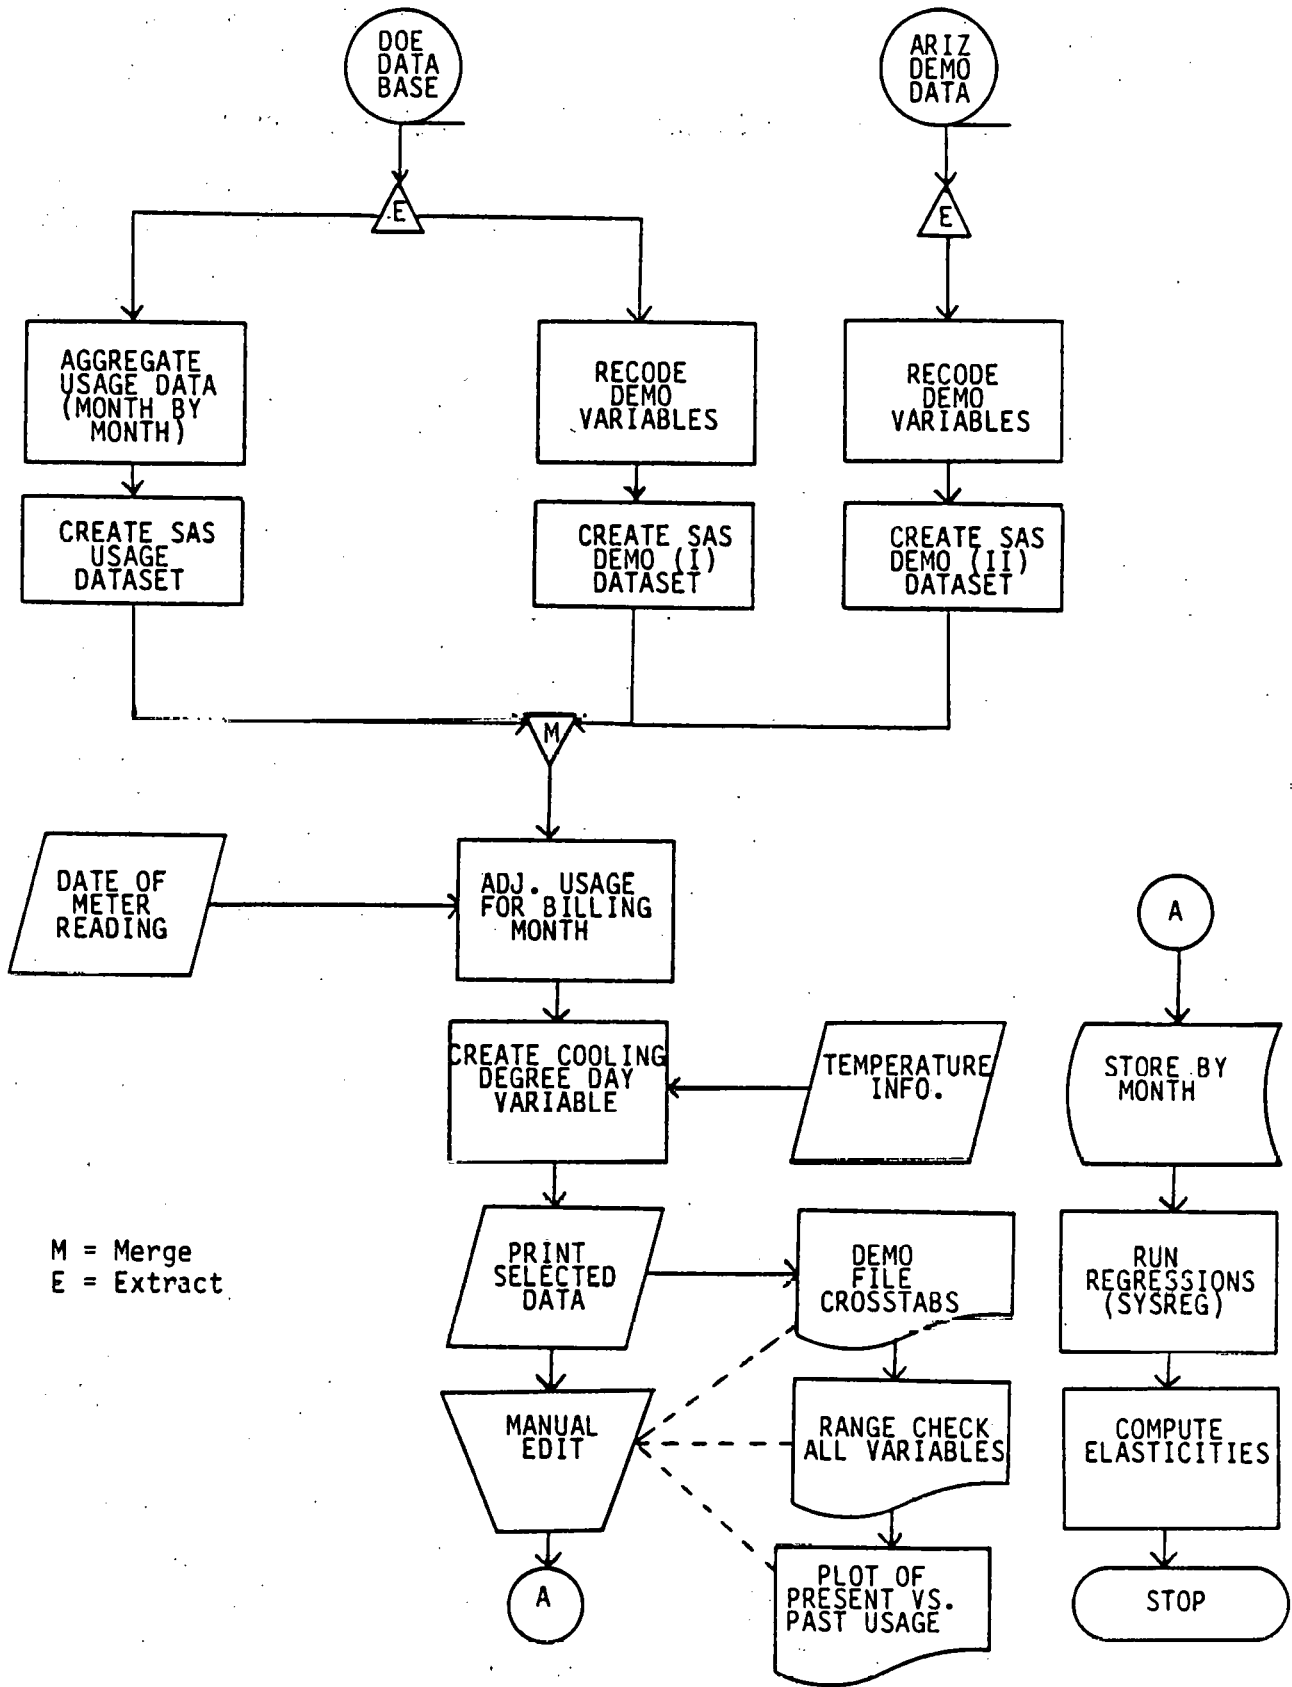 DOE
DATA
BASE
ARIZ
DEMO
DATA
E
E
AGGREGATE
USAGE DATA
(MONTH BY
MONTH)
RECODE
DEMO
VARIABLES
RECODE
DEMO
VARIABLES
CREATE SAS
USAGE
DATASET
CREATE SAS
DEMO (I)
DATASET
CREATE SAS
DEMO (II)
DATASET
M
DATE OF
METER
READING
ADJ. USAGE
FOR BILLING
MONTH
A
CREATE COOLING
DEGREE DAY
VARIABLE
TEMPERATURE
INFO.
STORE BY
MONTH
M = Merge
E = Extract
PRINT
SELECTED
DATA
DEMO
FILE
CROSSTABS
RUN
REGRESSIONS
(SYSREG)
MANUAL
EDIT
RANGE CHECK
ALL VARIABLES
COMPUTE
ELASTICITIES
A
PLOT OF
PRESENT VS.
PAST USAGE
STOP